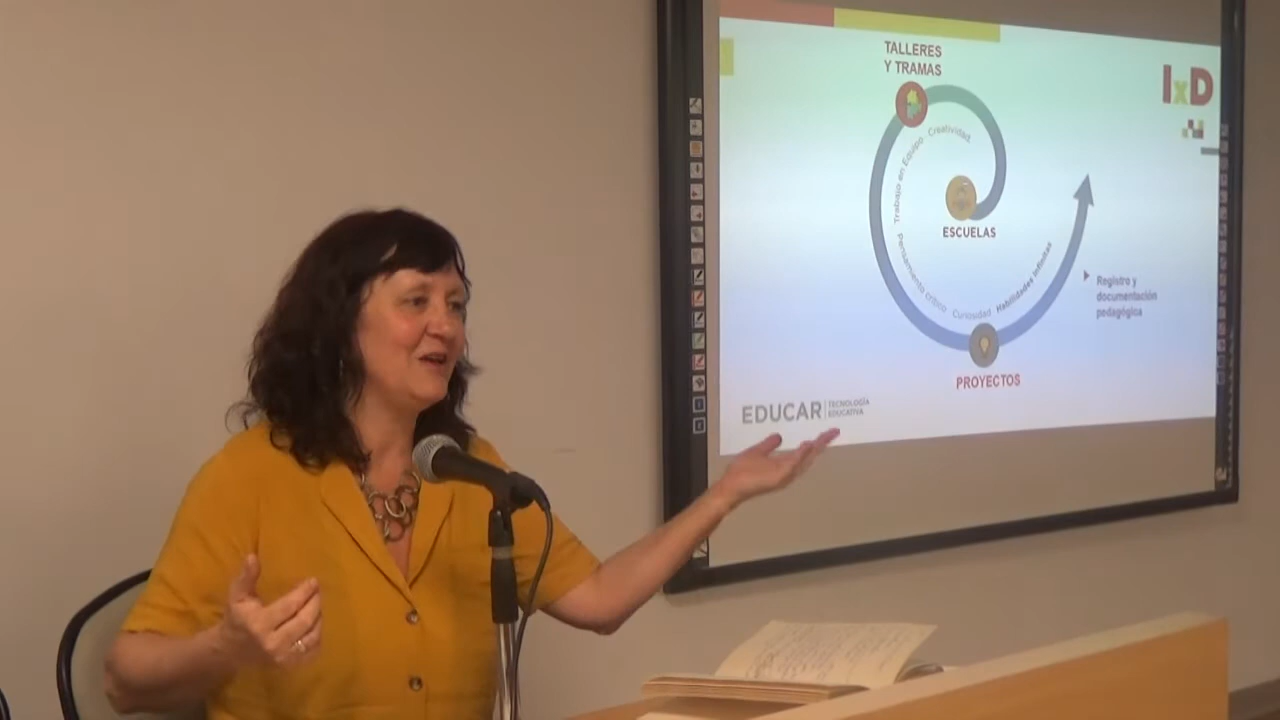 TALLERES
Y TRAMAS
IxD
Creatividad
Trabajo en Equipo
Pensamiento crítico
Curiosidad
Habilidades infinitas
ESCUELAS
Registro y
documentación
pedagógica
PROYECTOS
EDUCAR
TECNOLOGÍA
EDUCATIVA